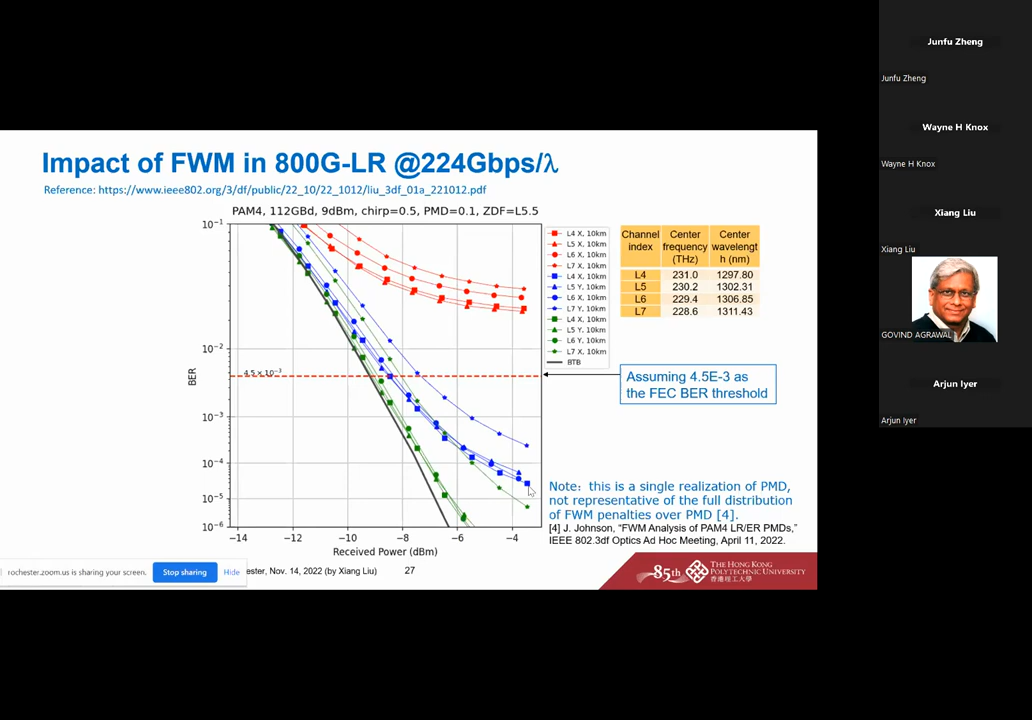 Impact of FWM in 800G-LR @224Gbps/λ
Reference: https://www.ieee802.org/3/df/public/22_10/22_1012/liu_3df_01a_221012.pdf
PAM4, 112GBd, 9dBm, chirp=0.5, PMD=0.1, ZDF=L5.5
BER
10⁻¹
10⁻²
10⁻³
10⁻⁴
10⁻⁵
10⁻⁶
4.5 × 10⁻³
−14 −12 −10 −8 −6 −4
Received Power (dBm)
L4 X, 10km
L5 X, 10km
L6 X, 10km
L7 X, 10km
L4 X, 10km
L5 Y, 10km
L6 X, 10km
L7 Y, 10km
L4 X, 10km
L5 Y, 10km
L6 Y, 10km
L7 X, 10km
BTB
Channel index Center frequency (THz) Center wavelengt h (nm)
L4 231.0 1297.80
L5 230.2 1302.31
L6 229.4 1306.85
L7 228.6 1311.43
Assuming 4.5E-3 as
the FEC BER threshold
Note: this is a single realization of PMD,
not representative of the full distribution
of FWM penalties over PMD [4].
[4] J. Johnson, “FWM Analysis of PAM4 LR/ER PMDs,”
IEEE 802.3df Optics Ad Hoc Meeting, April 11, 2022.
rochester.zoom.us is sharing your screen. Stop sharing Hide
ester, Nov. 14, 2022 (by Xiang Liu) 27
85th
THE HONG KONG
POLYTECHNIC UNIVERSITY
香港理工大學
Junfu Zheng
Junfu Zheng
Wayne H Knox
Wayne H Knox
Xiang Liu
Xiang Liu
GOVIND AGRAWAL
Arjun Iyer
Arjun Iyer